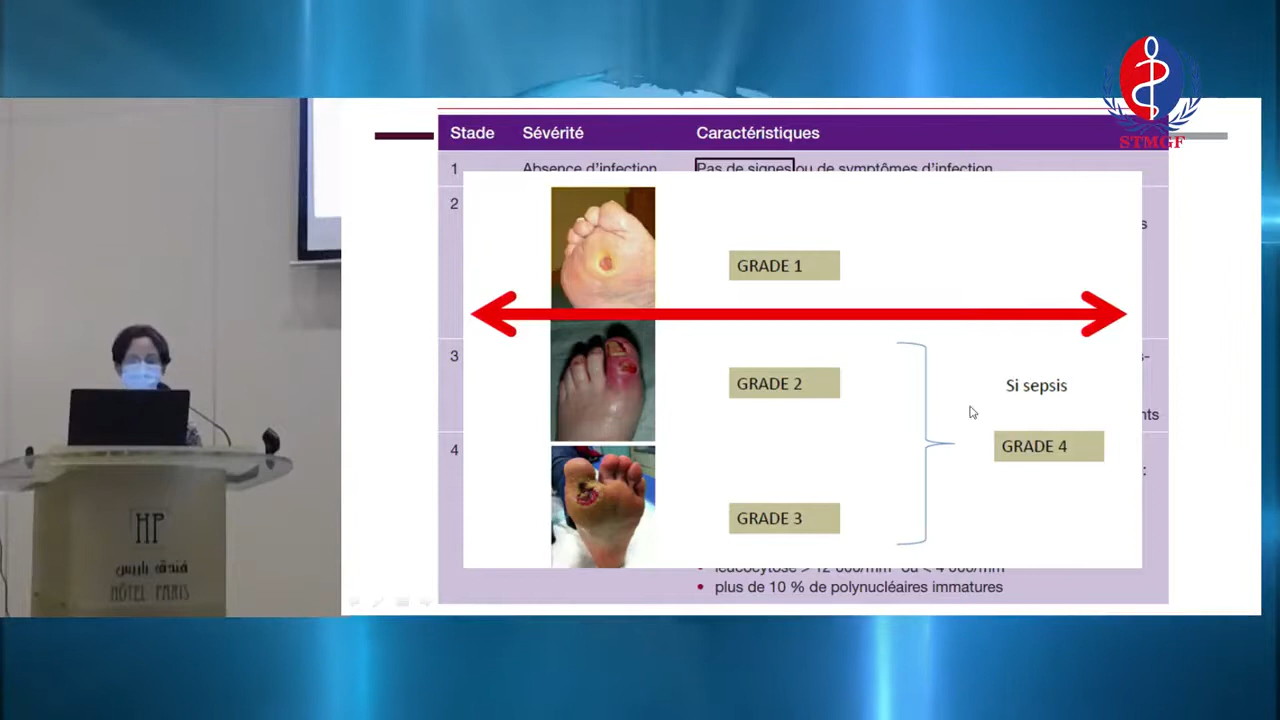 STMGF
Stade Sévérité Caractéristiques
1 Absence d'infection Pas de signes ou de symptômes d'infection
2
GRADE 1
3
GRADE 2
Si sepsis
GRADE 4
4
GRADE 3
plus de 10 % de polynucléaires immatures
HP
فندق باريس
HÔTEL PARIS